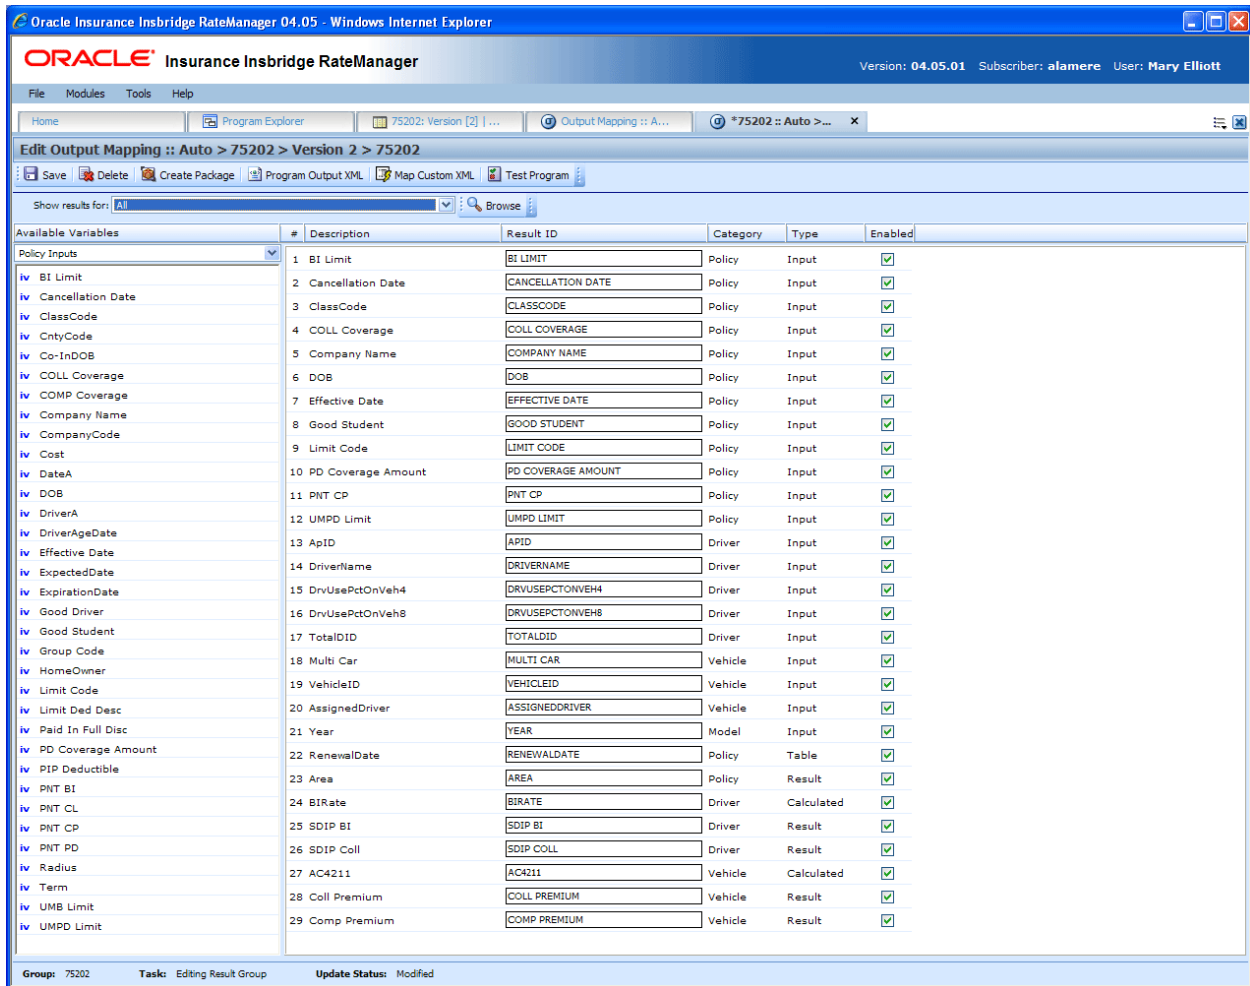 Oracle Insurance Insbridge RateManager 04.05 - Windows Internet Explorer
ORACLE Insurance Insbridge RateManager
Version: 04.05.01 Subscriber: alamere User: Mary Elliott
File Modules Tools Help
Home Program Explorer 75202: Version [2] | ... Output Mapping :: A... *75202 :: Auto >... x
Edit Output Mapping :: Auto > 75202 > Version 2 > 75202
Save Delete Create Package Program Output XML Map Custom XML Test Program
Show results for: All Browse
Available Variables
Policy Inputs
iv BI Limit
iv Cancellation Date
iv ClassCode
iv CntyCode
iv Co-InDOB
iv COLL Coverage
iv COMP Coverage
iv Company Name
iv CompanyCode
iv Cost
iv DateA
iv DOB
iv DriverA
iv DriverAgeDate
iv Effective Date
iv ExpectedDate
iv ExpirationDate
iv Good Driver
iv Good Student
iv Group Code
iv HomeOwner
iv Limit Code
iv Limit Ded Desc
iv Paid In Full Disc
iv PD Coverage Amount
iv PIP Deductible
iv PNT BI
iv PNT CL
iv PNT CP
iv PNT PD
iv Radius
iv Term
iv UMB Limit
iv UMPD Limit
# Description Result ID Category Type Enabled
1 BI Limit BI LIMIT Policy Input
2 Cancellation Date CANCELLATION DATE Policy Input
3 ClassCode CLASSCODE Policy Input
4 COLL Coverage COLL COVERAGE Policy Input
5 Company Name COMPANY NAME Policy Input
6 DOB DOB Policy Input
7 Effective Date EFFECTIVE DATE Policy Input
8 Good Student GOOD STUDENT Policy Input
9 Limit Code LIMIT CODE Policy Input
10 PD Coverage Amount PD COVERAGE AMOUNT Policy Input
11 PNT CP PNT CP Policy Input
12 UMPD Limit UMPD LIMIT Policy Input
13 ApID APID Driver Input
14 DriverName DRIVERNAME Driver Input
15 DrvUsePctOnVeh4 DRVUSEPCTONVEH4 Driver Input
16 DrvUsePctOnVeh8 DRVUSEPCTONVEH8 Driver Input
17 TotalDID TOTALDID Driver Input
18 Multi Car MULTI CAR Vehicle Input
19 VehicleID VEHICLEID Vehicle Input
20 AssignedDriver ASSIGNEDDRIVER Vehicle Input
21 Year YEAR Model Input
22 RenewalDate RENEWALDATE Policy Table
23 Area AREA Policy Result
24 BIRate BIRATE Driver Calculated
25 SDIP BI SDIP BI Driver Result
26 SDIP Coll SDIP COLL Driver Result
27 AC4211 AC4211 Vehicle Calculated
28 Coll Premium COLL PREMIUM Vehicle Result
29 Comp Premium COMP PREMIUM Vehicle Result
Group: 75202 Task: Editing Result Group Update Status: Modified